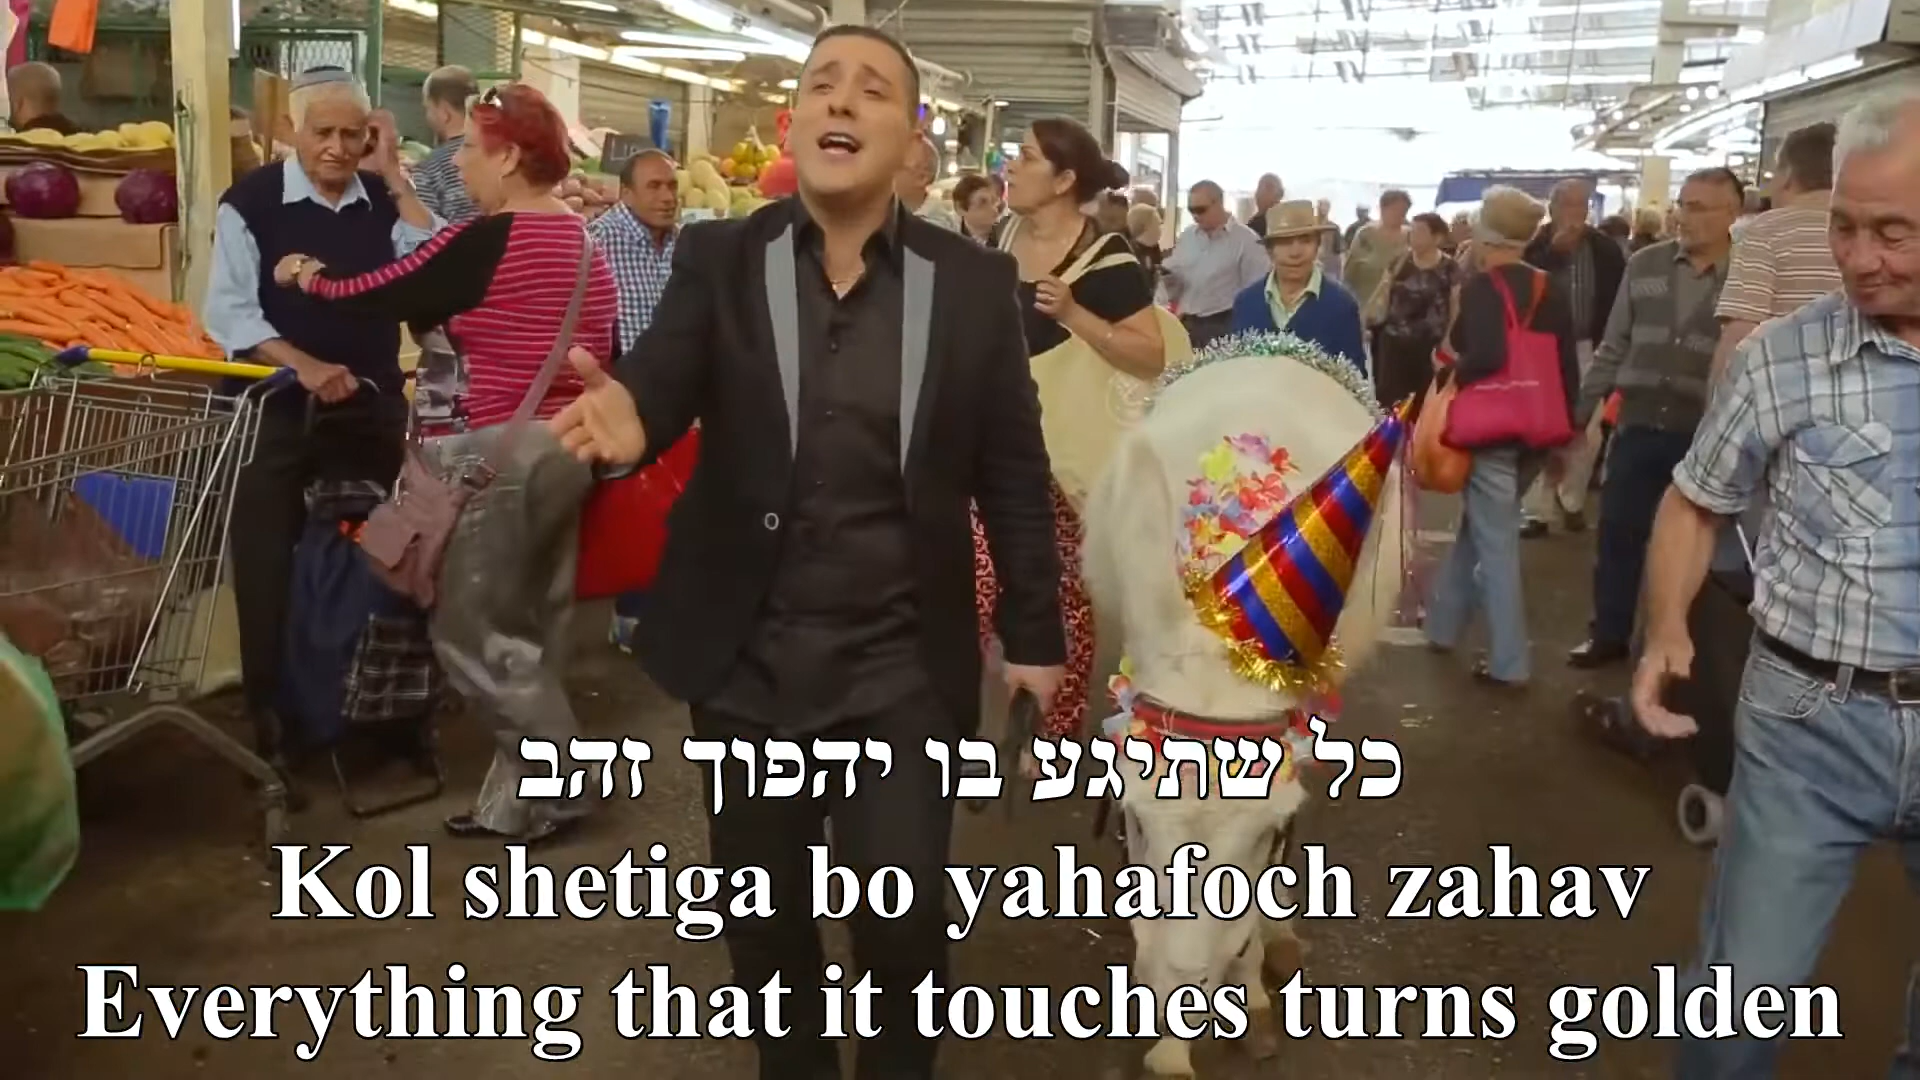 כל שתיגע בו יהפוך זהב
Kol shetiga bo yahafoch zahav
Everything that it touches turns golden